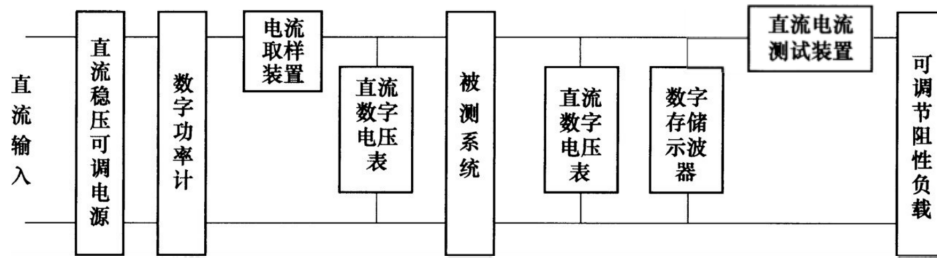 直流输入
直流稳压可调电源
数字功率计
电流
取样
装置
直流
数字
电压
表
被测系统
直流
数字
电压
表
数字
存储
示波
器
直流电流
测试装置
可调节阻性负载